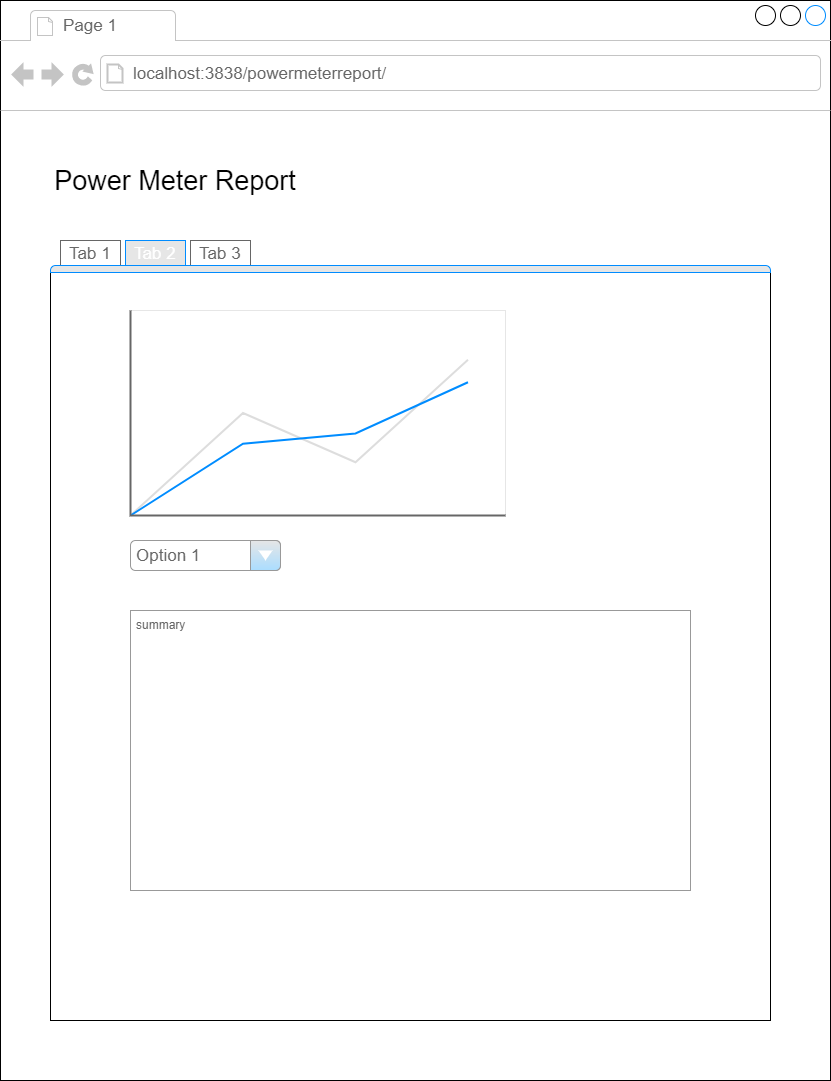 Page 1
localhost:3838/powermeterreport/
Power Meter Report
Tab 1 Tab 2 Tab 3
Option 1
summary